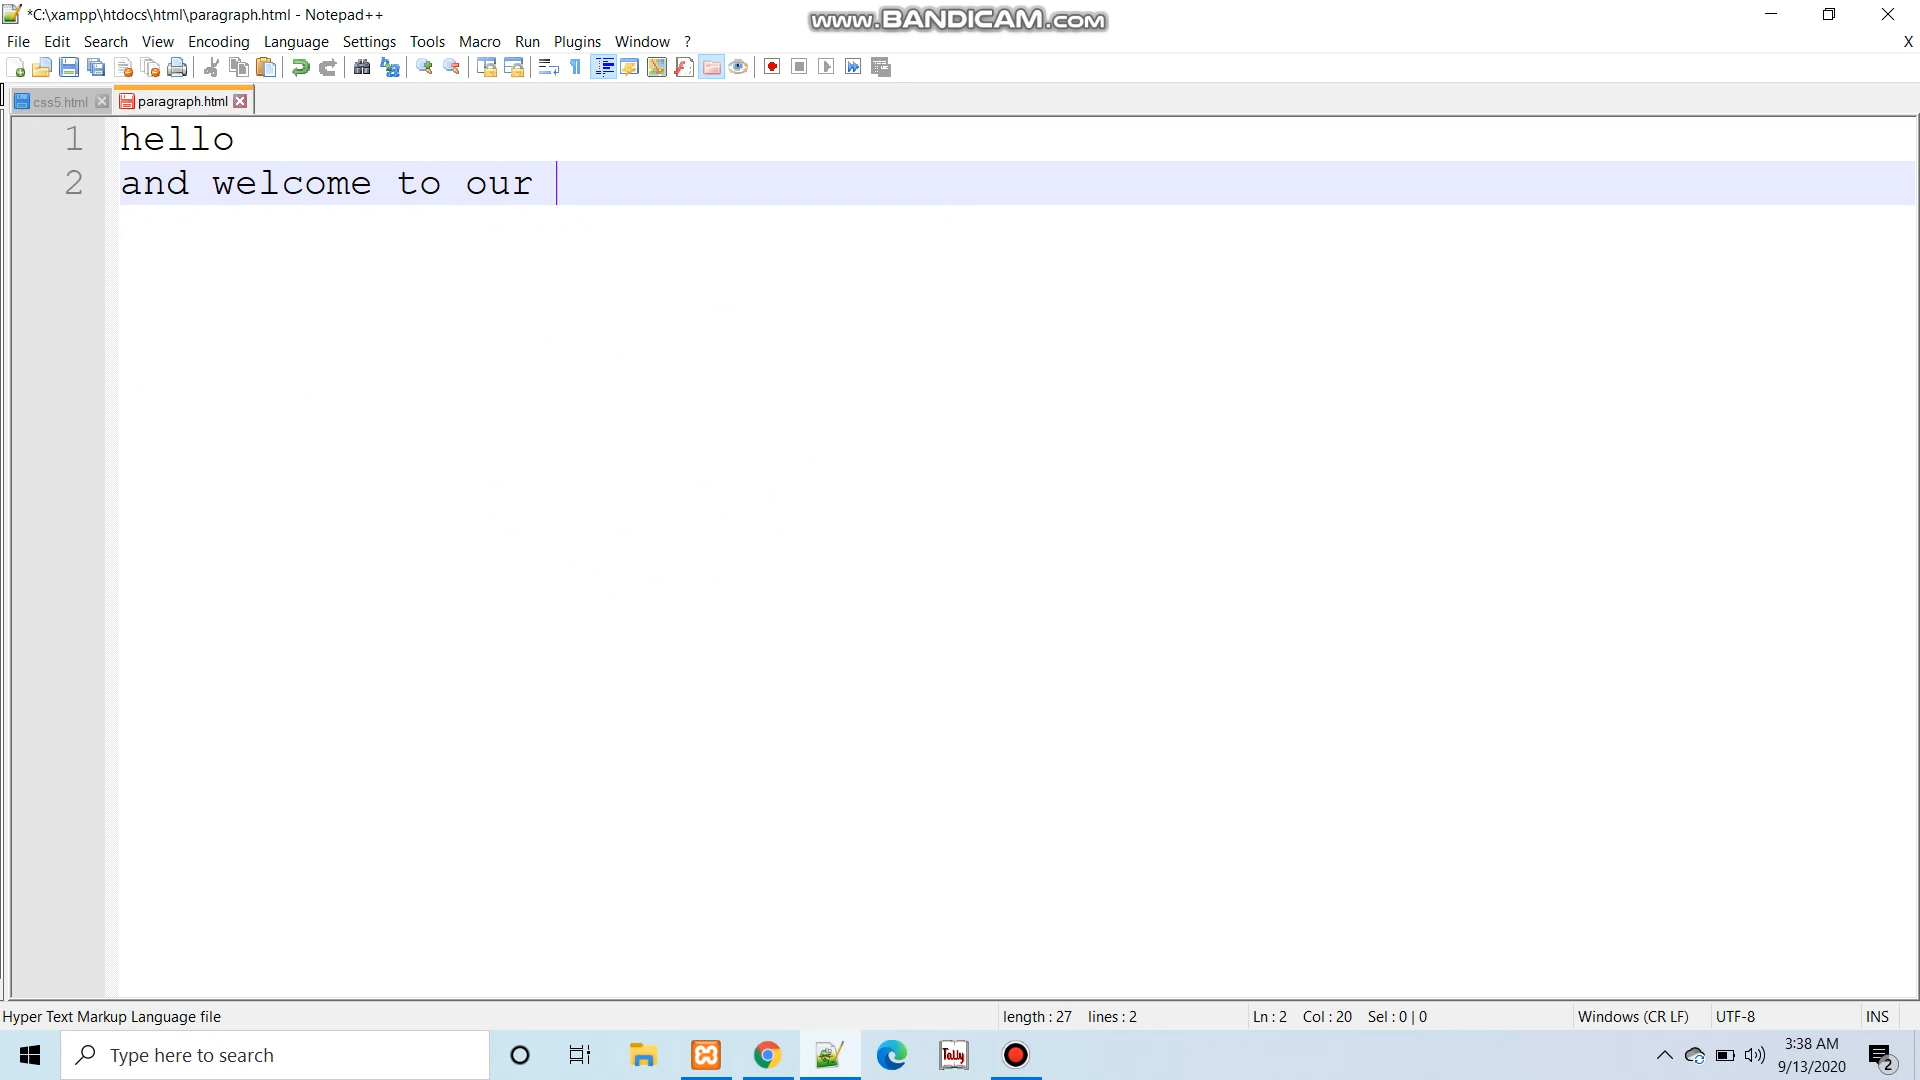 *C:\xampp\htdocs\html\paragraph.html - Notepad++
www.BANDICAM.com
File Edit Search View Encoding Language Settings Tools Macro Run Plugins Window ? X
css5.html paragraph.html
1 hello
2 and welcome to our
Hyper Text Markup Language file length : 27 lines : 2 Ln : 2 Col : 20 Sel : 0 | 0 Windows (CR LF) UTF-8 INS
Type here to search
Tally
3:38 AM
9/13/2020
2